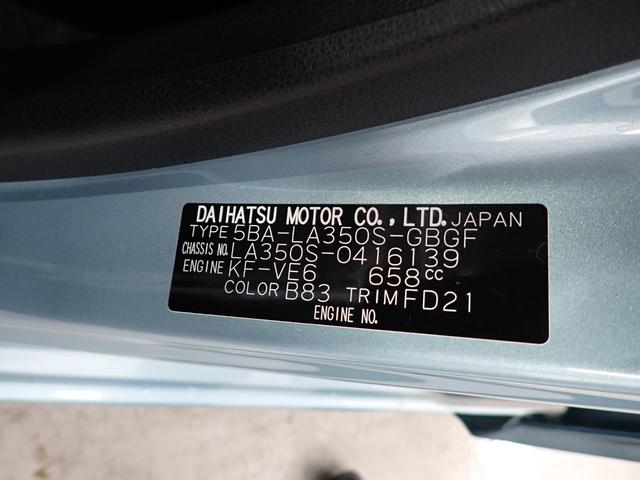 DAIHATSU MOTOR CO., LTD. JAPAN
TYPE 5BA-LA350S-GBGF
CHASSIS NO. LA350S-0416139
ENGINE KF-VE6 658cc
COLOR B83 TRIM FD21
ENGINE NO.